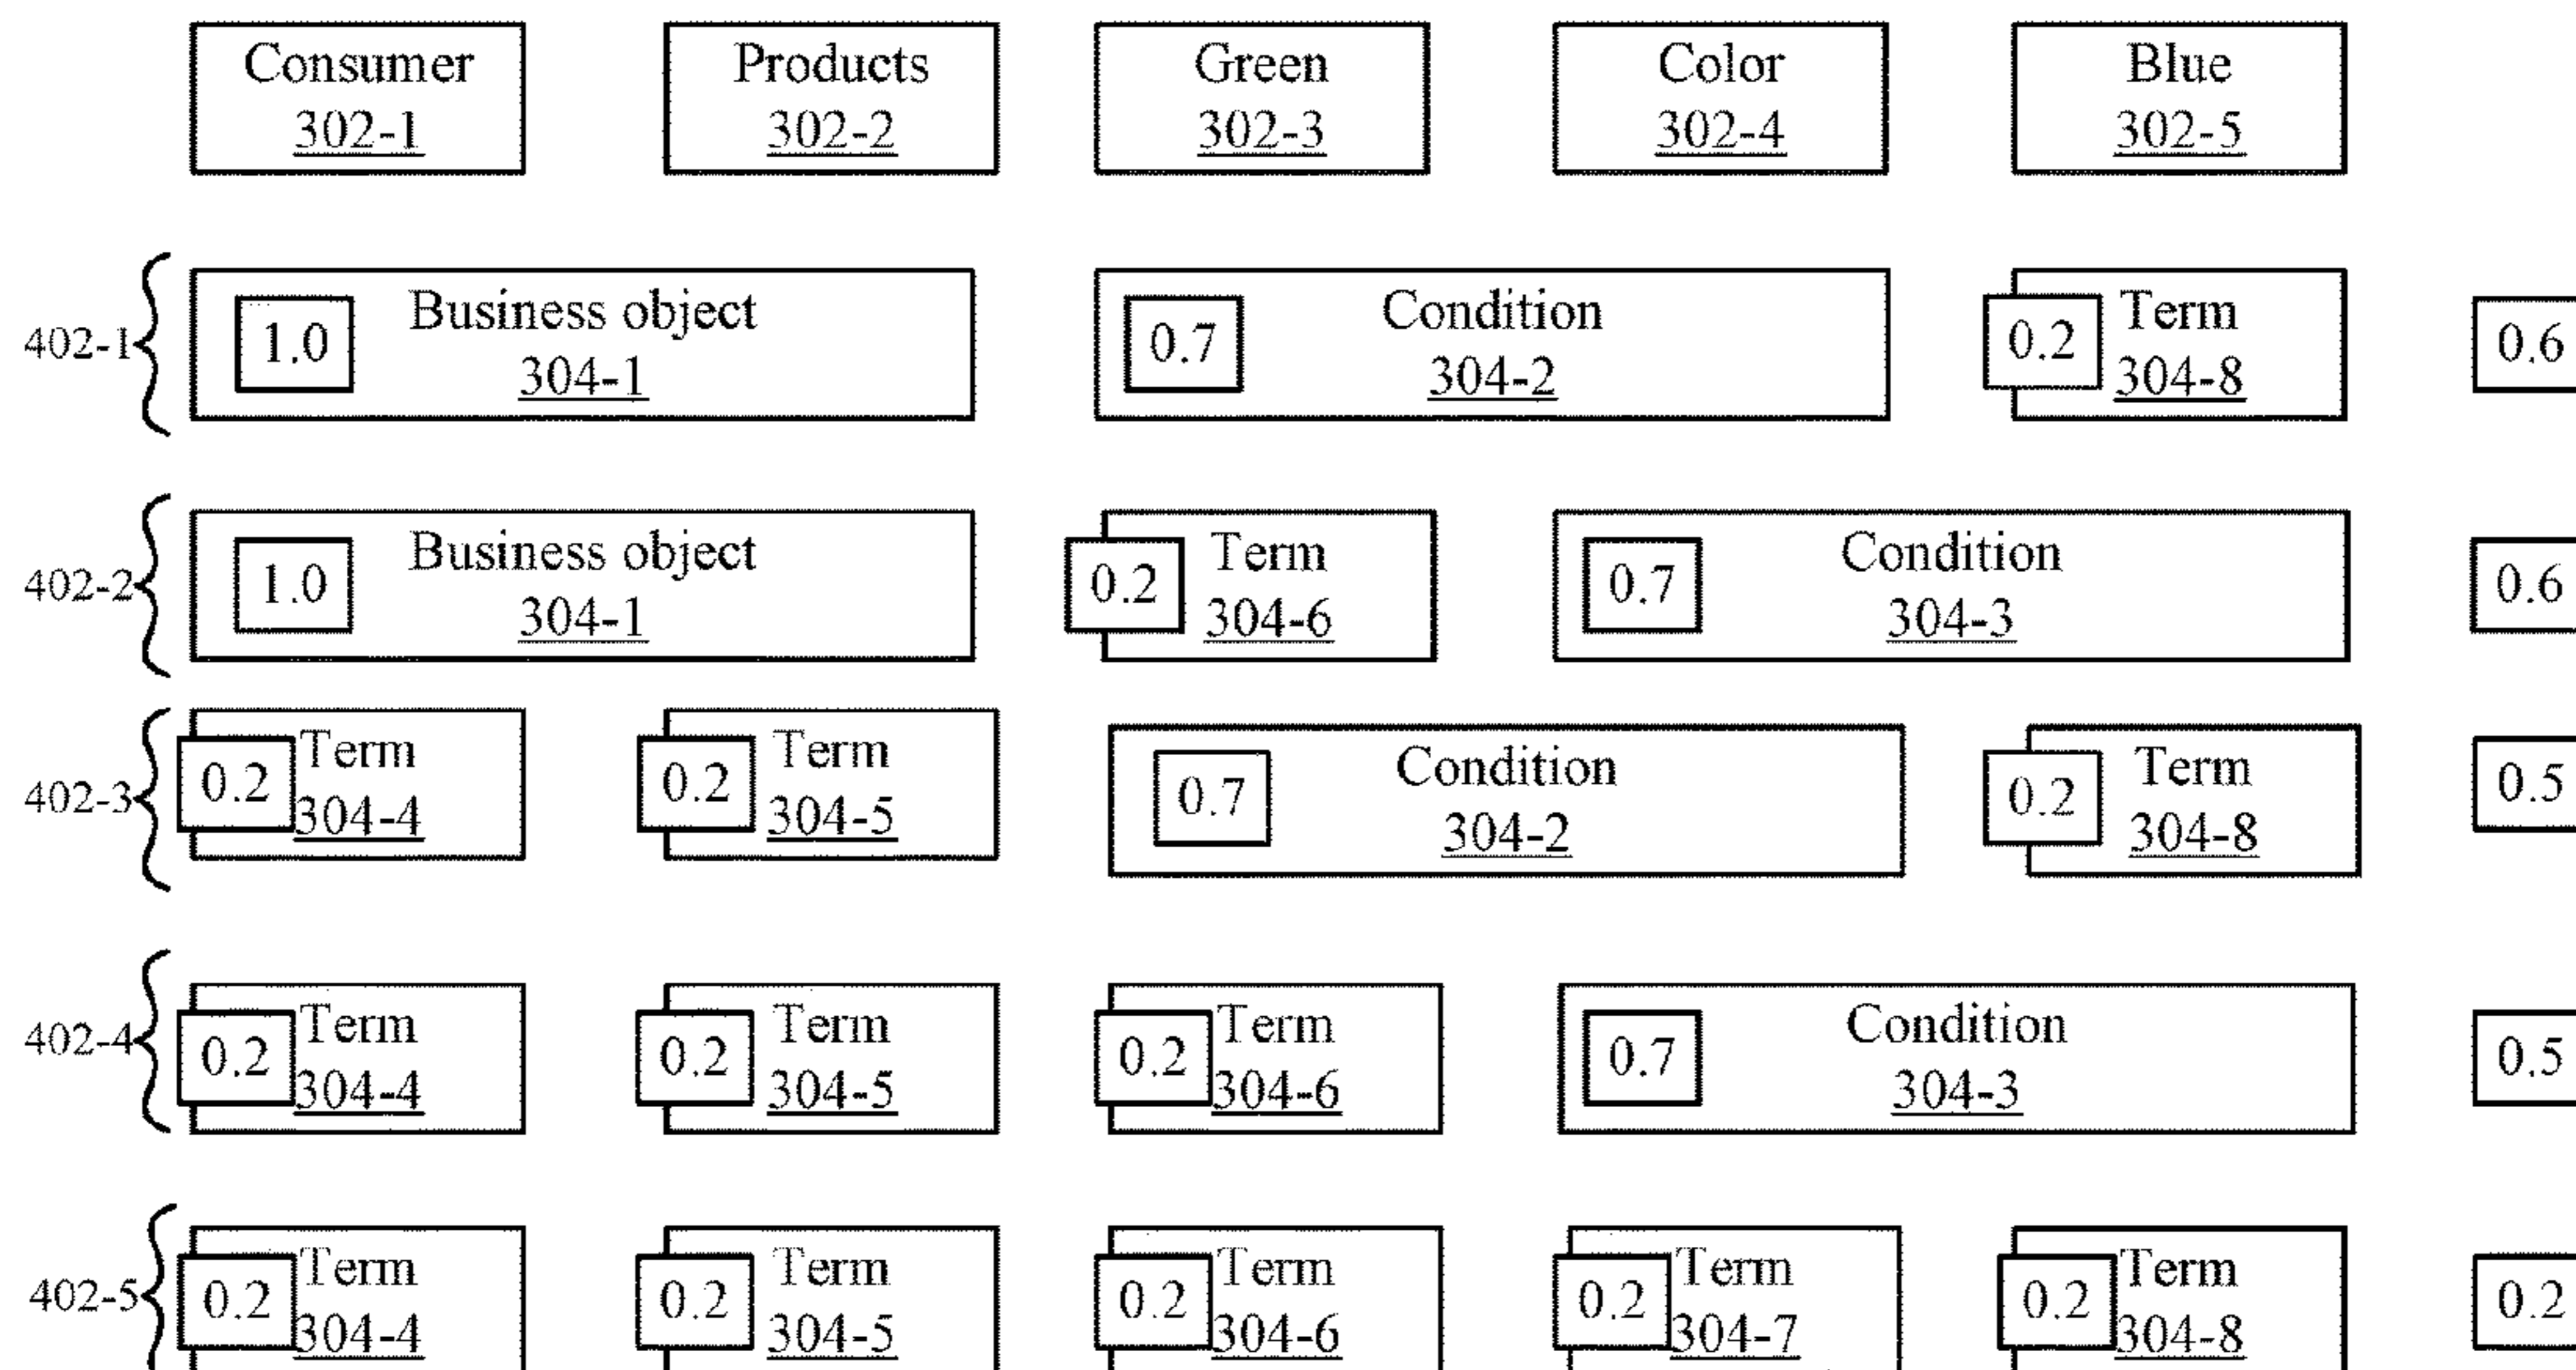 Consumer
302-1
Products
302-2
Green
302-3
Color
302-4
Blue
302-5
402-1
1.0
Business object
304-1
0.7
Condition
304-2
0.2
Term
304-8
0.6
402-2
1.0
Business object
304-1
0.2
Term
304-6
0.7
Condition
304-3
0.6
402-3
0.2
Term
304-4
0.2
Term
304-5
0.7
Condition
304-2
0.2
Term
304-8
0.5
402-4
0.2
Term
304-4
0.2
Term
304-5
0.2
Term
304-6
0.7
Condition
304-3
0.5
402-5
0.2
Term
304-4
0.2
Term
304-5
0.2
Term
304-6
0.2
Term
304-7
0.2
Term
304-8
0.2